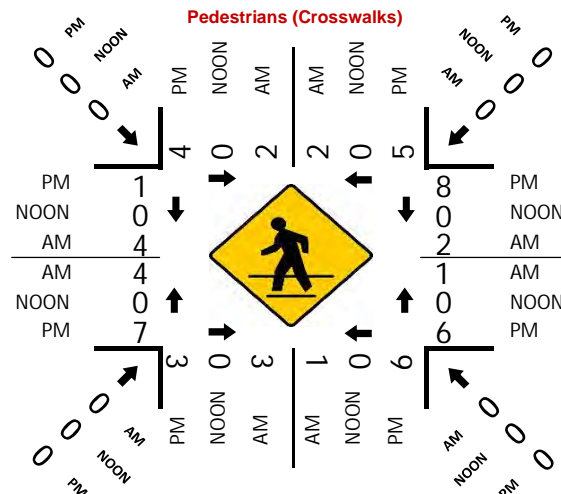 Pedestrians (Crosswalks)
0 PM
0 NOON
0 AM
PM NOON AM AM NOON PM
PM 0
NOON 0
AM 0
4 0 2 2 0 5
PM 1 8 PM
NOON 0 0 NOON
AM 4 2 AM
AM 4 1 AM
NOON 0 0 NOON
PM 7 6 PM
3 0 3 1 0 9
PM NOON AM AM NOON PM
0 AM
0 NOON
0 PM
AM 0
NOON 0
PM 0